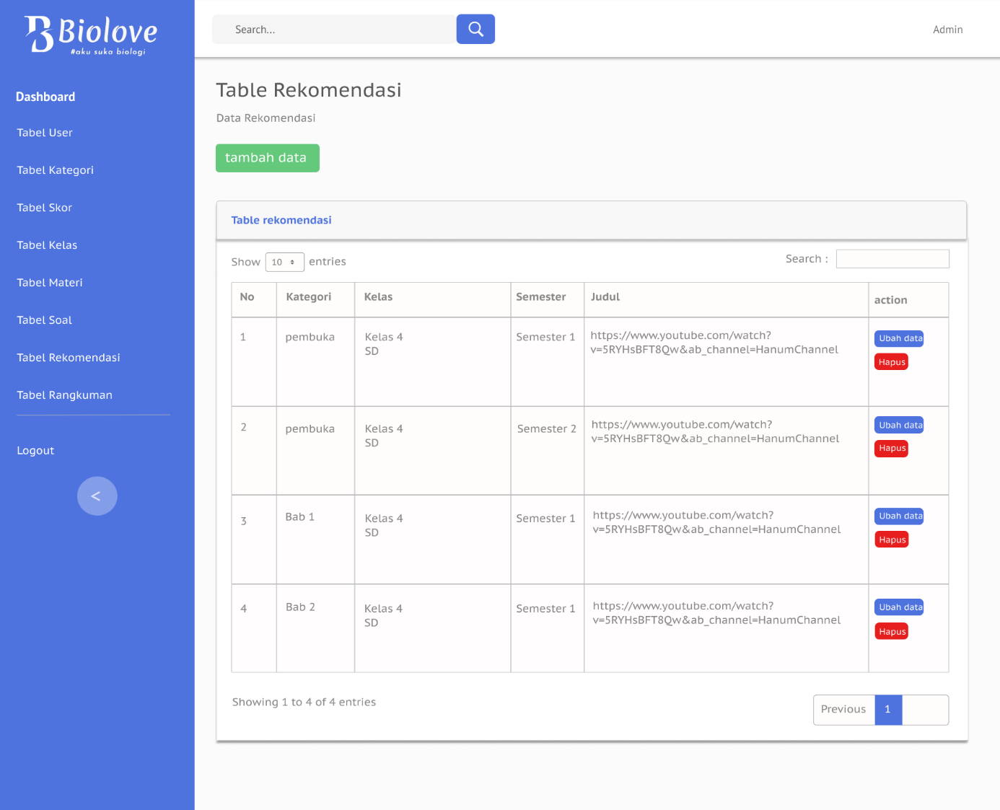 Biolove
#aku suka biologi
Search...
Admin
Dashboard
Tabel User
Tabel Kategori
Tabel Skor
Tabel Kelas
Tabel Materi
Tabel Soal
Tabel Rekomendasi
Tabel Rangkuman
Logout
<
Table Rekomendasi
Data Rekomendasi
tambah data
Table rekomendasi
Show 10 entries
Search :
No Kategori Kelas Semester Judul action
1 pembuka Kelas 4 Semester 1 https://www.youtube.com/watch? Ubah data
SD v=5RYHsBFT8Qw&ab_channel=HanumChannel Hapus
2 pembuka Kelas 4 Semester 2 https://www.youtube.com/watch? Ubah data
SD v=5RYHsBFT8Qw&ab_channel=HanumChannel Hapus
3 Bab 1 Kelas 4 Semester 1 https://www.youtube.com/watch? Ubah data
SD v=5RYHsBFT8Qw&ab_channel=HanumChannel Hapus
4 Bab 2 Kelas 4 Semester 1 https://www.youtube.com/watch? Ubah data
SD v=5RYHsBFT8Qw&ab_channel=HanumChannel Hapus
Showing 1 to 4 of 4 entries
Previous 1